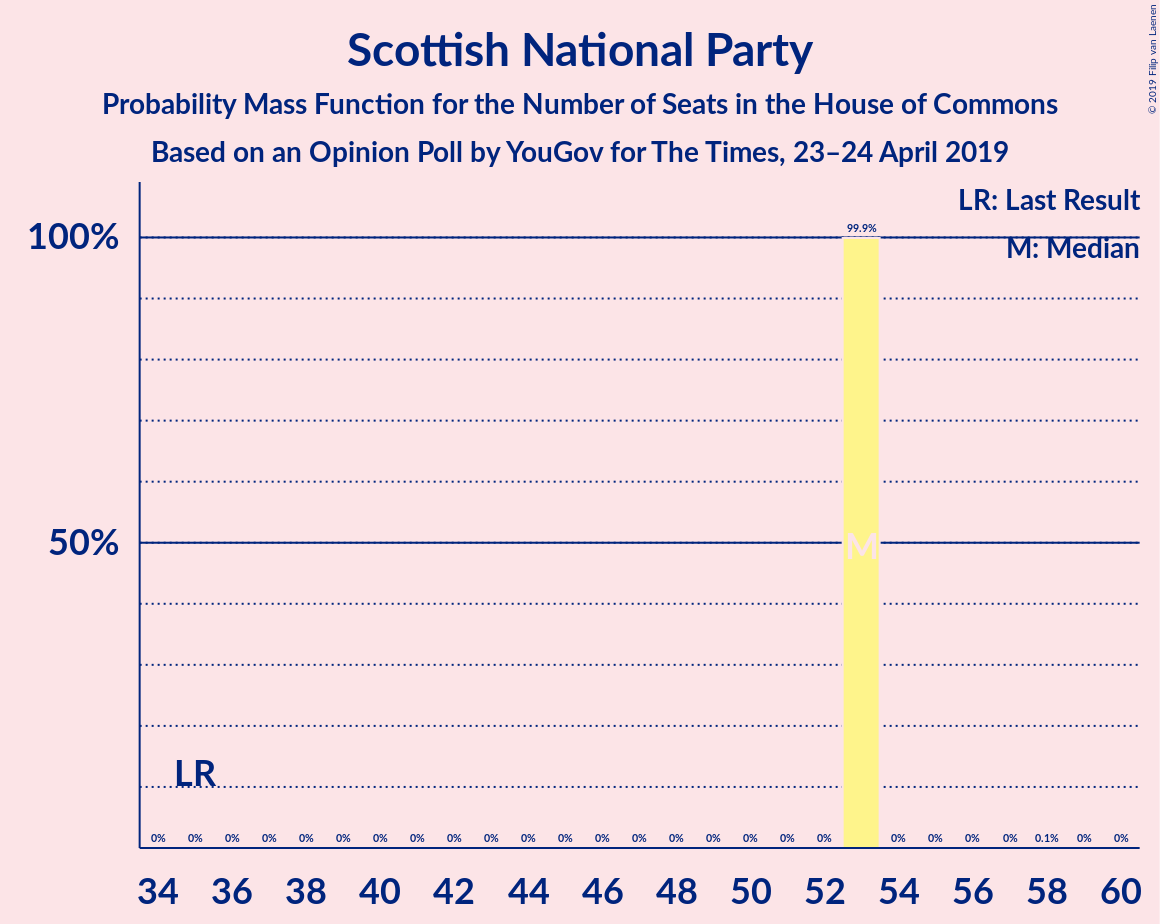 Scottish National Party
Probability Mass Function for the Number of Seats in the House of Commons
Based on an Opinion Poll by YouGov for The Times, 23–24 April 2019
© 2019 Filip van Laenen
LR: Last Result
M: Median
100%
50%
99.9%
M
LR
0% 0% 0% 0% 0% 0% 0% 0% 0% 0% 0% 0% 0% 0% 0% 0% 0% 0% 0% 0% 0% 0% 0% 0.1% 0% 0%
34 36 38 40 42 44 46 48 50 52 54 56 58 60